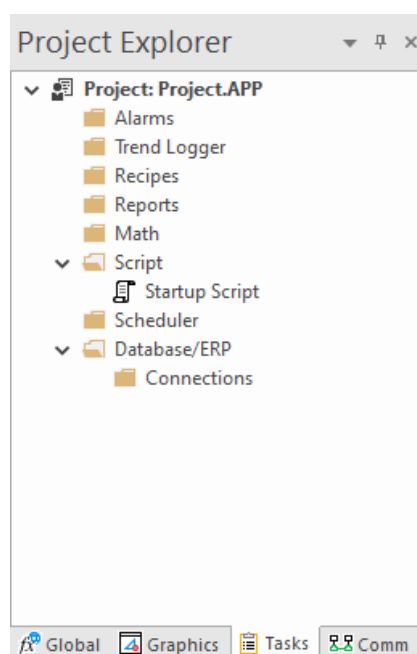 Project Explorer
Project: Project.APP
Alarms
Trend Logger
Recipes
Reports
Math
Script
Startup Script
Scheduler
Database/ERP
Connections
fx Global Graphics Tasks Comm